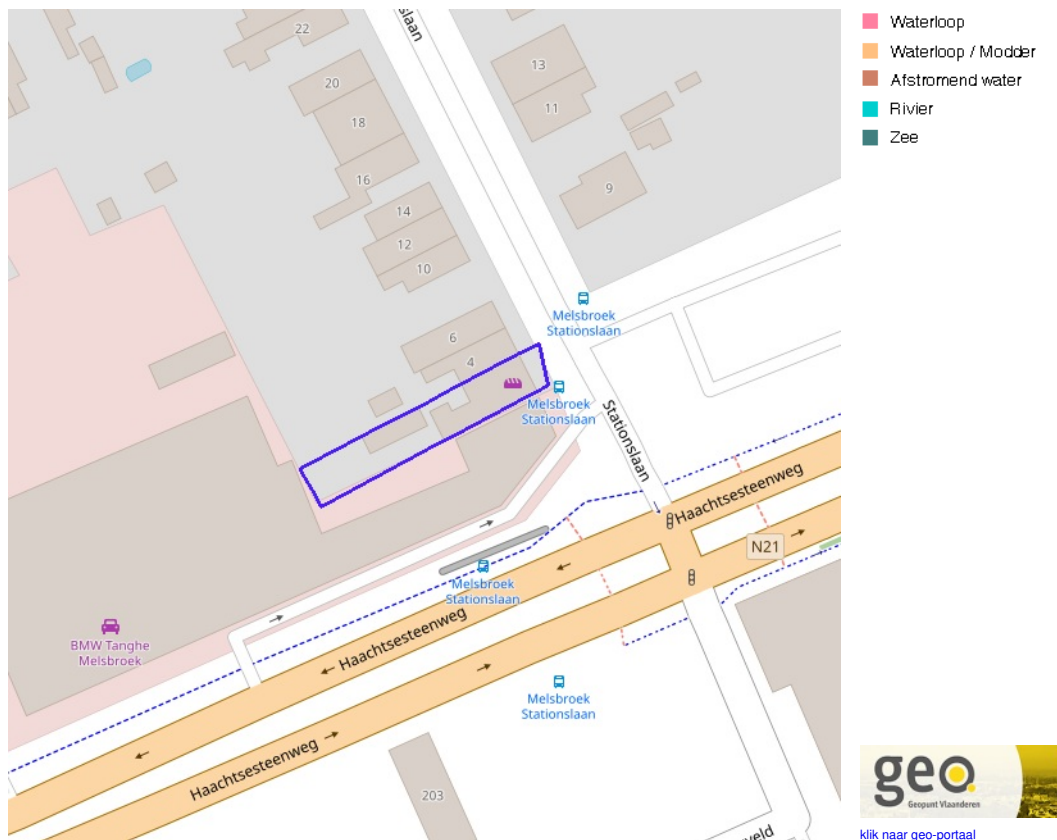 slaan
22
13
20
11
18
16
9
14
12
10
Melsbroek
Stationslaan
6
4
Melsbroek
Stationslaan
Stationslaan
Haachtsesteenweg
N21
Melsbroek
Stationslaan
BMW Tanghe
Melsbroek
Haachtsesteenweg
Melsbroek
Stationslaan
Haachtsesteenweg
203
veld
Waterloop
Waterloop / Modder
Afstromend water
Rivier
Zee
geo
Geopunt Vlaanderen
klik naar geo-portaal